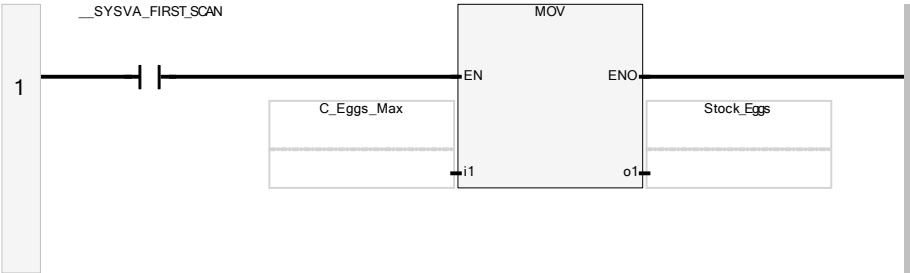 __SYSVA_FIRST_SCAN
MOV
1
EN
ENO
C_Eggs_Max
Stock_Eggs
i1
o1